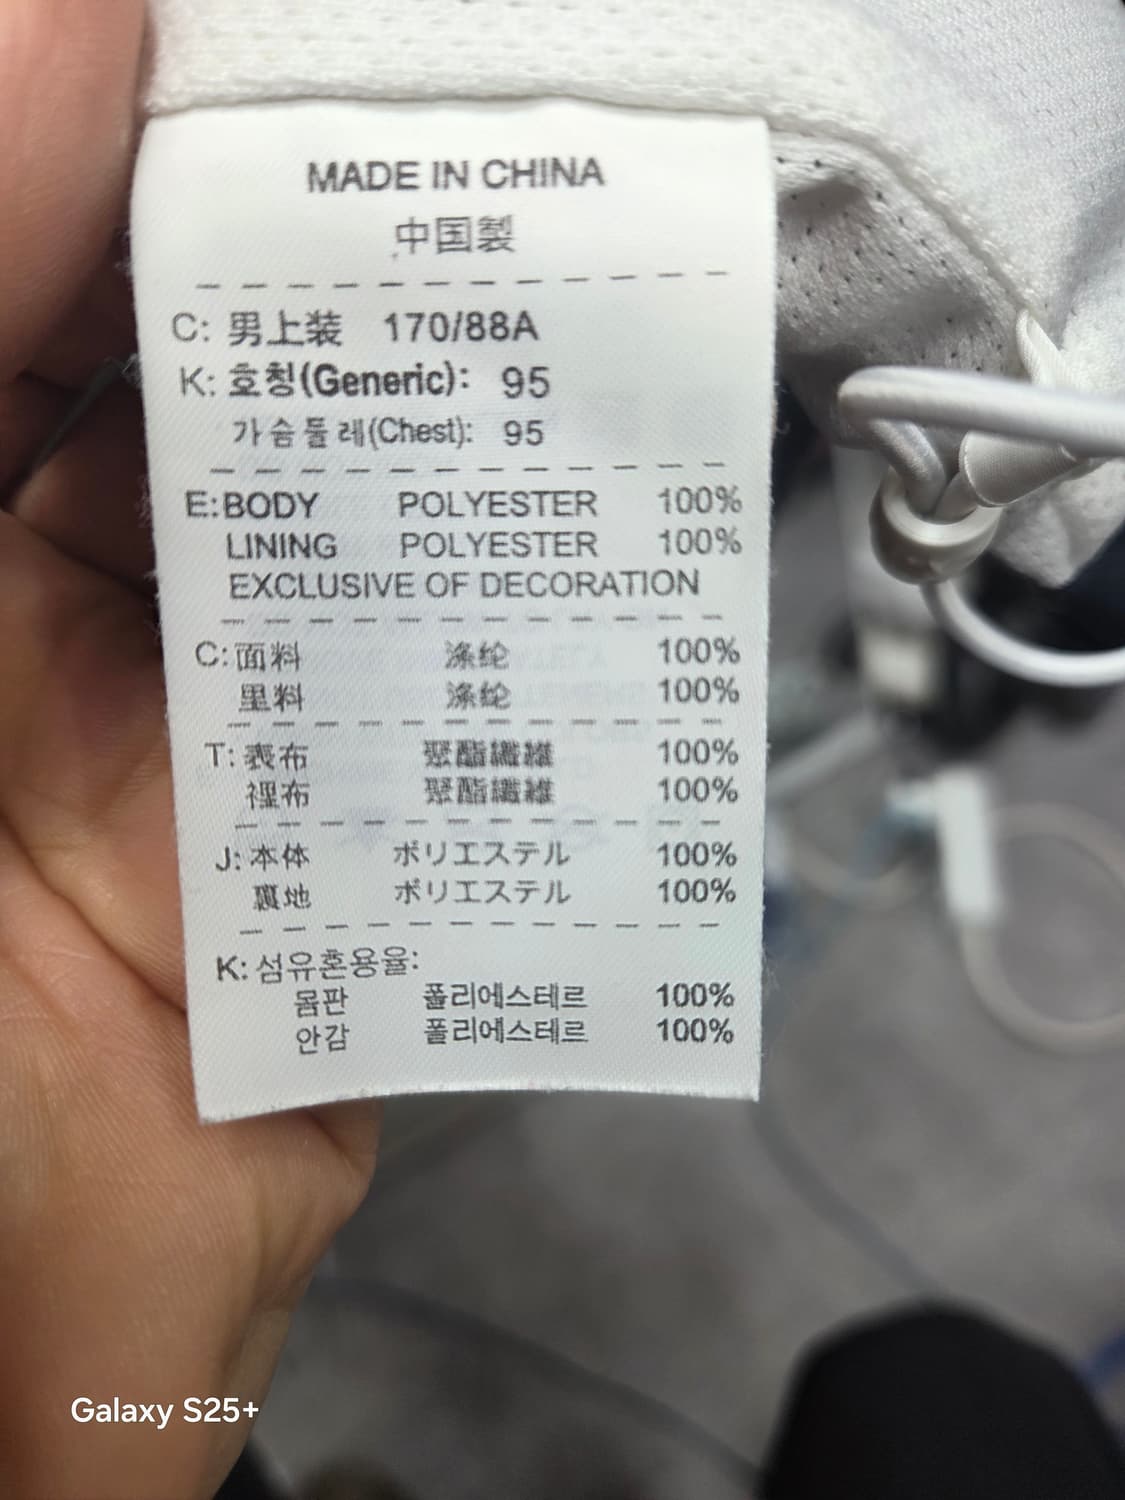 MADE IN CHINA
中国製
C: 男上装 170/88A
K: 호칭(Generic): 95
가슴둘레(Chest): 95
E:BODY POLYESTER 100%
LINING POLYESTER 100%
EXCLUSIVE OF DECORATION
C:面料 涤纶 100%
里料 涤纶 100%
T: 表布 聚酯纖維 100%
裡布 聚酯纖維 100%
J: 本体 ポリエステル 100%
裏地 ポリエステル 100%
K: 섬유혼용율:
몸판 폴리에스테르 100%
안감 폴리에스테르 100%
Galaxy S25+